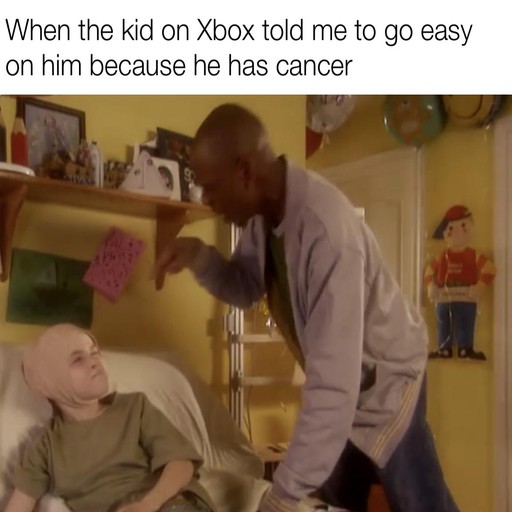 When the kid on Xbox told me to go easy
on him because he has cancer